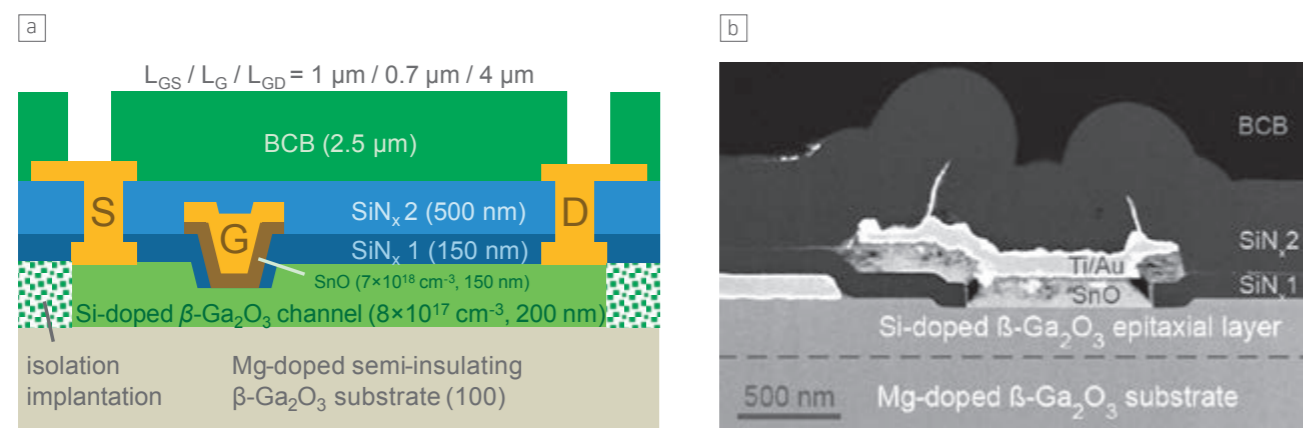 a
L_GS / L_G / L_GD = 1 µm / 0.7 µm / 4 µm
BCB (2.5 µm)
S
G
D
SiNₓ 2 (500 nm)
SiNₓ 1 (150 nm)
SnO (7×10¹⁸ cm⁻³, 150 nm)
Si-doped β-Ga₂O₃ channel (8×10¹⁷ cm⁻³, 200 nm)
isolation
implantation
Mg-doped semi-insulating
β-Ga₂O₃ substrate (100)
b
BCB
SiNₓ2
SiNₓ1
Ti/Au
SnO
Si-doped ß-Ga₂O₃ epitaxial layer
500 nm
Mg-doped ß-Ga₂O₃ substrate